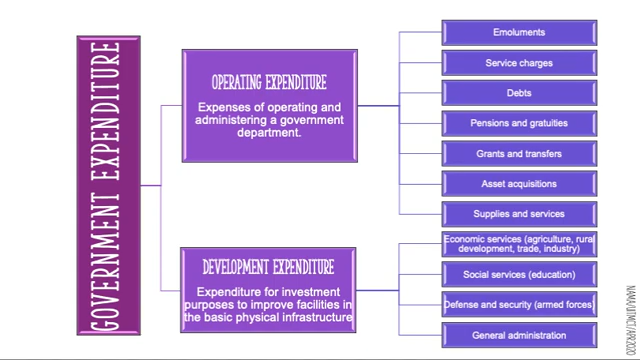 GOVERNMENT EXPENDITURE
OPERATING EXPENDITURE
Expenses of operating and
administering a government
department.
Emoluments
Service charges
Debts
Pensions and gratuities
Grants and transfers
Asset acquisitions
Supplies and services
DEVELOPMENT EXPENDITURE
Expenditure for investment
purposes to improve facilities in
the basic physical infrastructure
Economic services (agriculture, rural
development, trade, industry)
Social services (education)
Defense and security (armed forces)
General administration